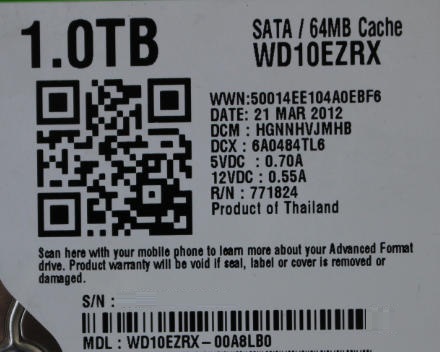 1.0TB
SATA / 64MB Cache
WD10EZRX
WWN:50014EE104A0EBF6
DATE: 21 MAR 2012
DCM : HGNNHVJMHB
DCX : 6A0484TL6
5VDC : 0.70A
12VDC : 0.55A
R/N : 771824
Product of Thailand
Scan here with your mobile phone to learn more about your Advanced Format
drive. Product warranty will be void if seal, label or cover is removed or
damaged.
S/N :
MDL : WD10EZRX-00A8LB0